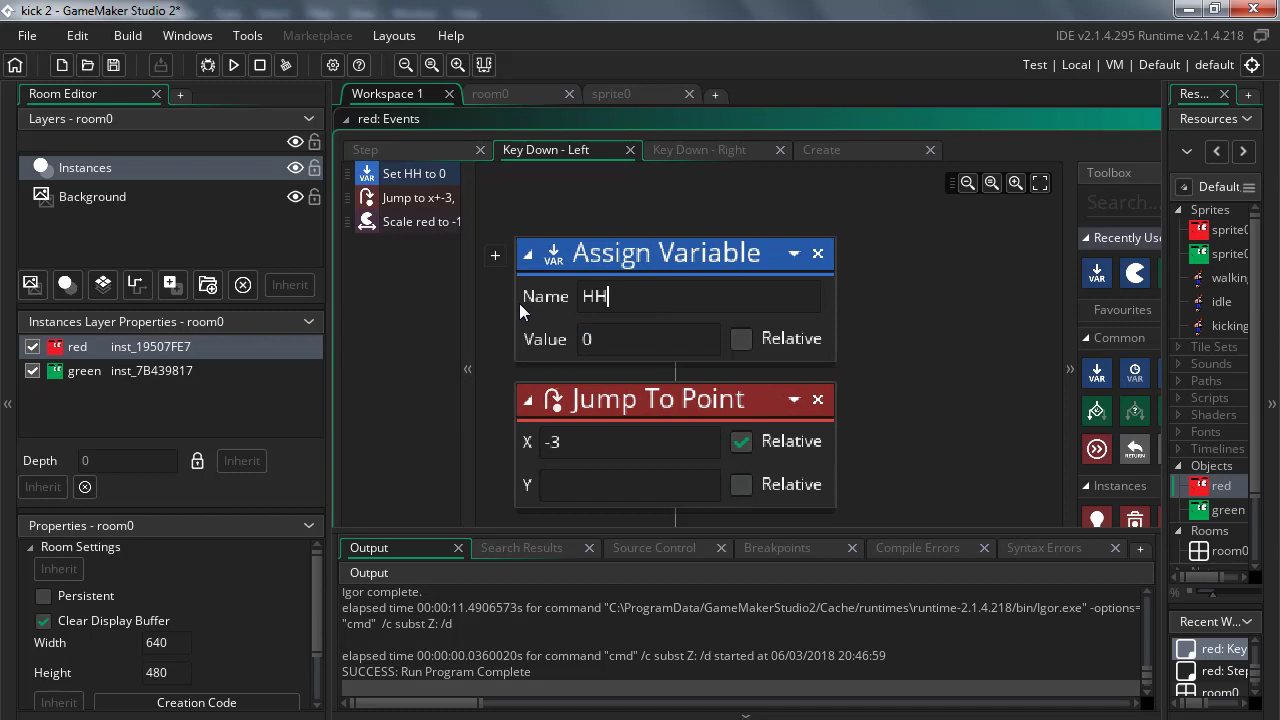 kick 2 - GameMaker Studio 2*
File Edit Build Windows Tools Marketplace Layouts Help
IDE v2.1.4.295 Runtime v2.1.4.218
Test | Local | VM | Default | default
Room Editor
Layers - room0
Instances
Background
Inherit
Instances Layer Properties - room0
red inst_19507FE7
green inst_7B439817
Depth 0 Inherit
Inherit
Properties - room0
Room Settings
Inherit
Persistent
Clear Display Buffer
Width 640
Height 480
Inherit Creation Code
Workspace 1 room0 sprite0
red: Events
Step Key Down - Left Key Down - Right Create
Set HH to 0
Jump to x+-3,
Scale red to -1
VAR Assign Variable
Name HH
Value 0 Relative
Jump To Point
X -3 Relative
Y Relative
Toolbox
Search...
Recently Use
VAR
Favourites
Common
VAR VAR
RETURN
Instances
Output Search Results Source Control Breakpoints Compile Errors Syntax Errors
Output
Igor complete.
elapsed time 00:00:11.4906573s for command "C:\ProgramData/GameMakerStudio2/Cache/runtimes\runtime-2.1.4.218/bin/Igor.exe" -options=
"cmd" /c subst Z: /d
elapsed time 00:00:00.0360020s for command "cmd" /c subst Z: /d started at 06/03/2018 20:46:59
SUCCESS: Run Program Complete
Res...
Resources
Default
Sprites
sprite0
sprite0
walking
idle
kicking
Tile Sets
Sounds
Paths
Scripts
Shaders
Fonts
Timelines
Objects
red
green
Rooms
room0
%
Recent W...
red: Key
red: Step
room0